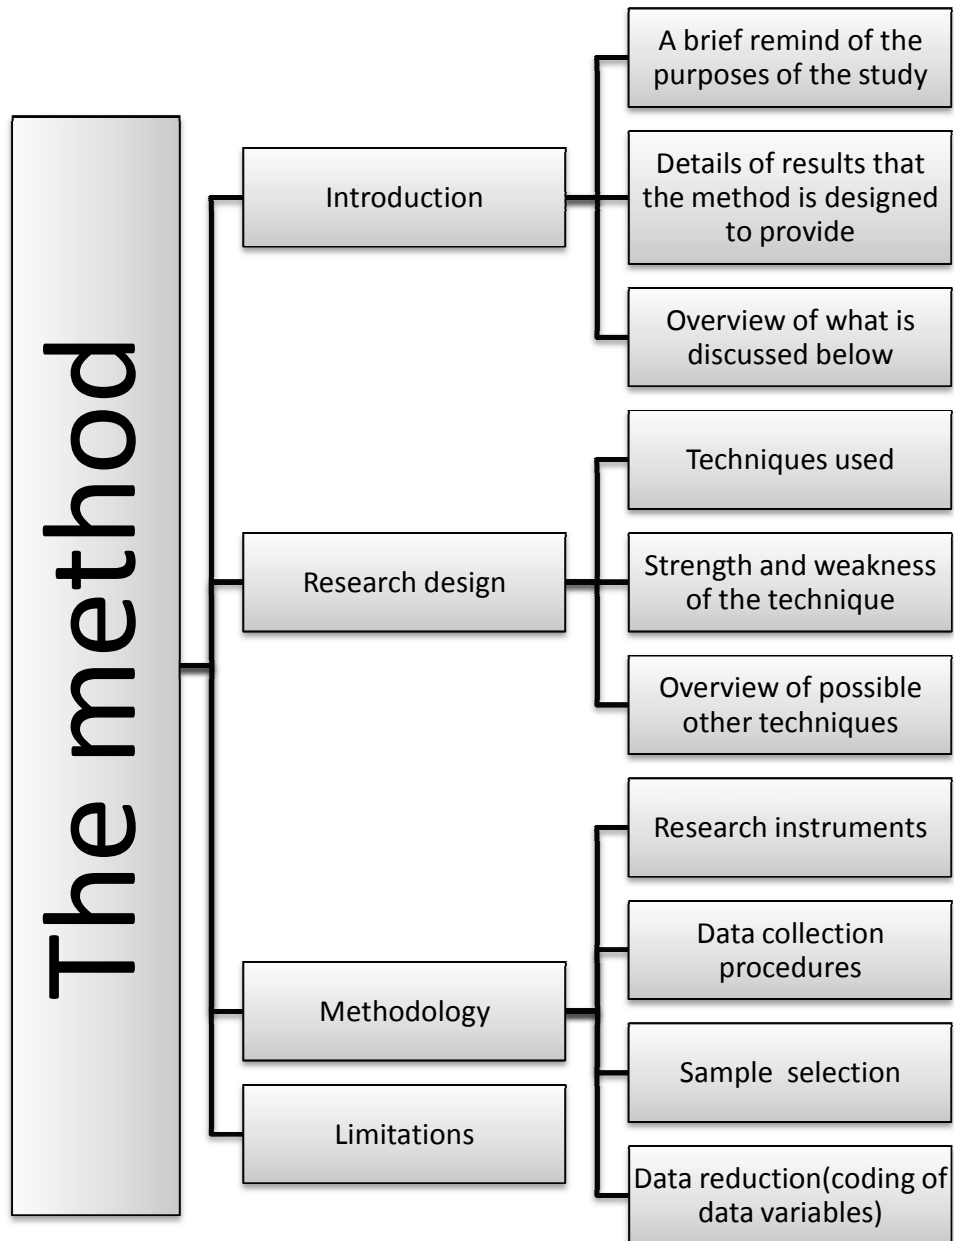 The method
Introduction
A brief remind of the
purposes of the study
Details of results that
the method is designed
to provide
Overview of what is
discussed below
Research design
Techniques used
Strength and weakness
of the technique
Overview of possible
other techniques
Methodology
Research instruments
Data collection
procedures
Sample selection
Data reduction(coding of
data variables)
Limitations